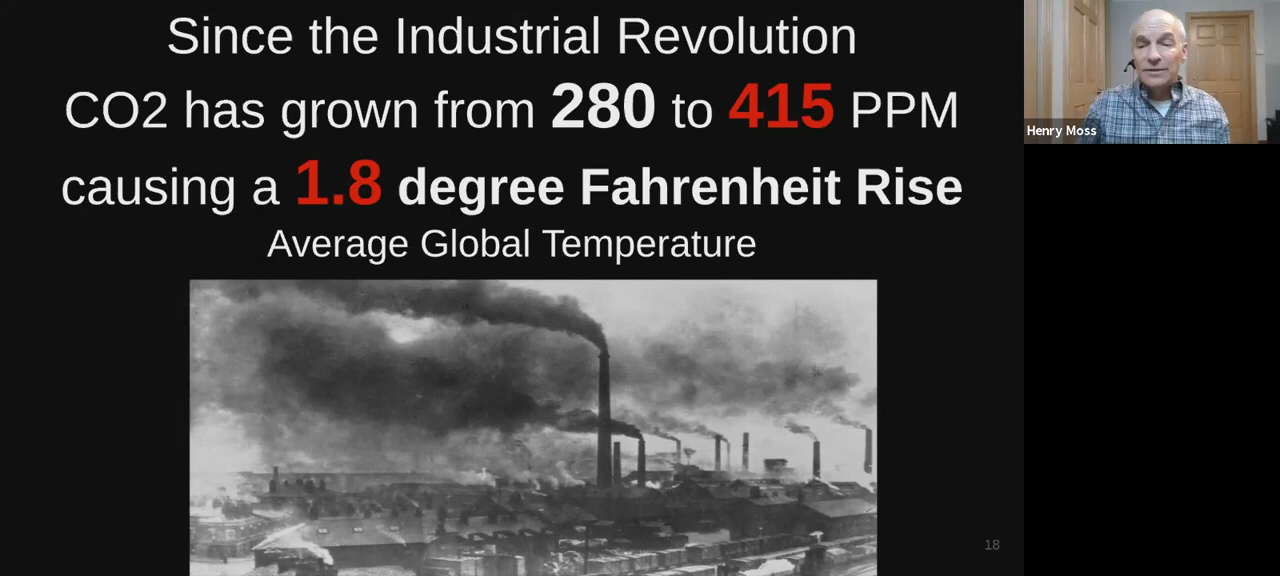 Since the Industrial Revolution
CO2 has grown from 280 to 415 PPM
causing a 1.8 degree Fahrenheit Rise
Average Global Temperature
Henry Moss
18